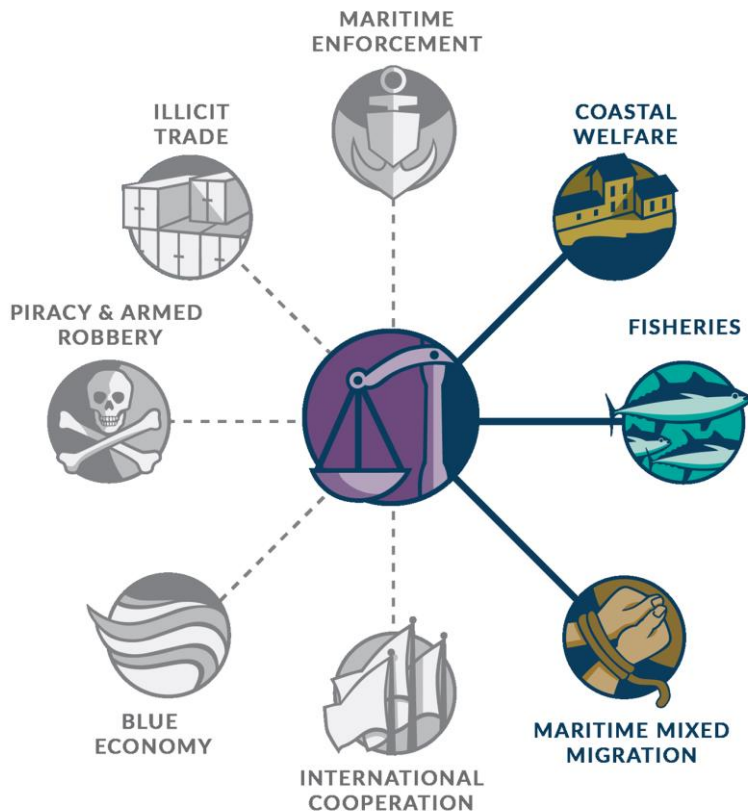 MARITIME
ENFORCEMENT
ILLICIT
TRADE
COASTAL
WELFARE
PIRACY & ARMED
ROBBERY
FISHERIES
BLUE
ECONOMY
INTERNATIONAL
COOPERATION
MARITIME MIXED
MIGRATION